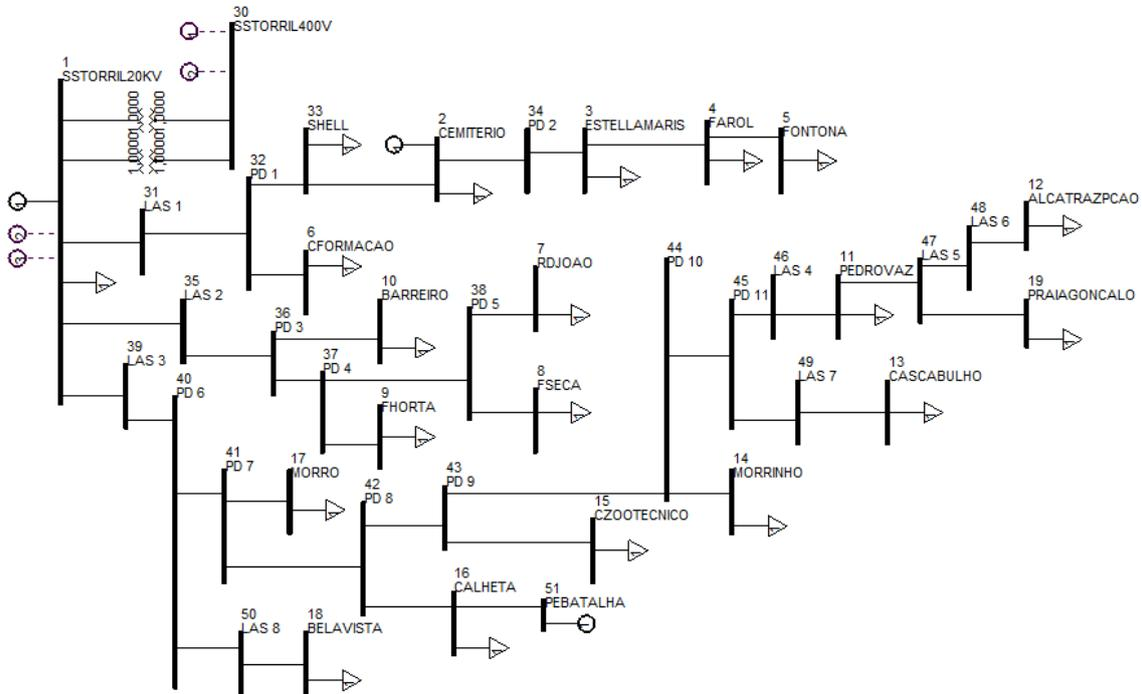 30
SSTORRIL400V
1
SSTORRIL20KV
1,0000
1,0000
1,0000
1,0000
33
SHELL
2
CEMITERIO
34
PD 2
3
ESTELLAMARIS
4
FAROL
5
FONTONA
32
PD 1
31
LAS 1
6
CFORMACAO
12
ALCATRAZPCAO
48
LAS 6
47
LAS 5
11
PEDROVAZ
46
LAS 4
45
PD 11
44
PD 10
19
PRAIAGONCALO
7
RDJOAO
38
PD 5
10
BARREIRO
35
LAS 2
36
PD 3
37
PD 4
8
FSECA
9
FHORTA
49
LAS 7
13
CASCABULHO
39
LAS 3
40
PD 6
41
PD 7
17
MORRO
42
PD 8
43
PD 9
14
MORRINHO
15
CZOOTECNICO
16
CALHETA
51
PEBATALHA
50
LAS 8
18
BELAVISTA